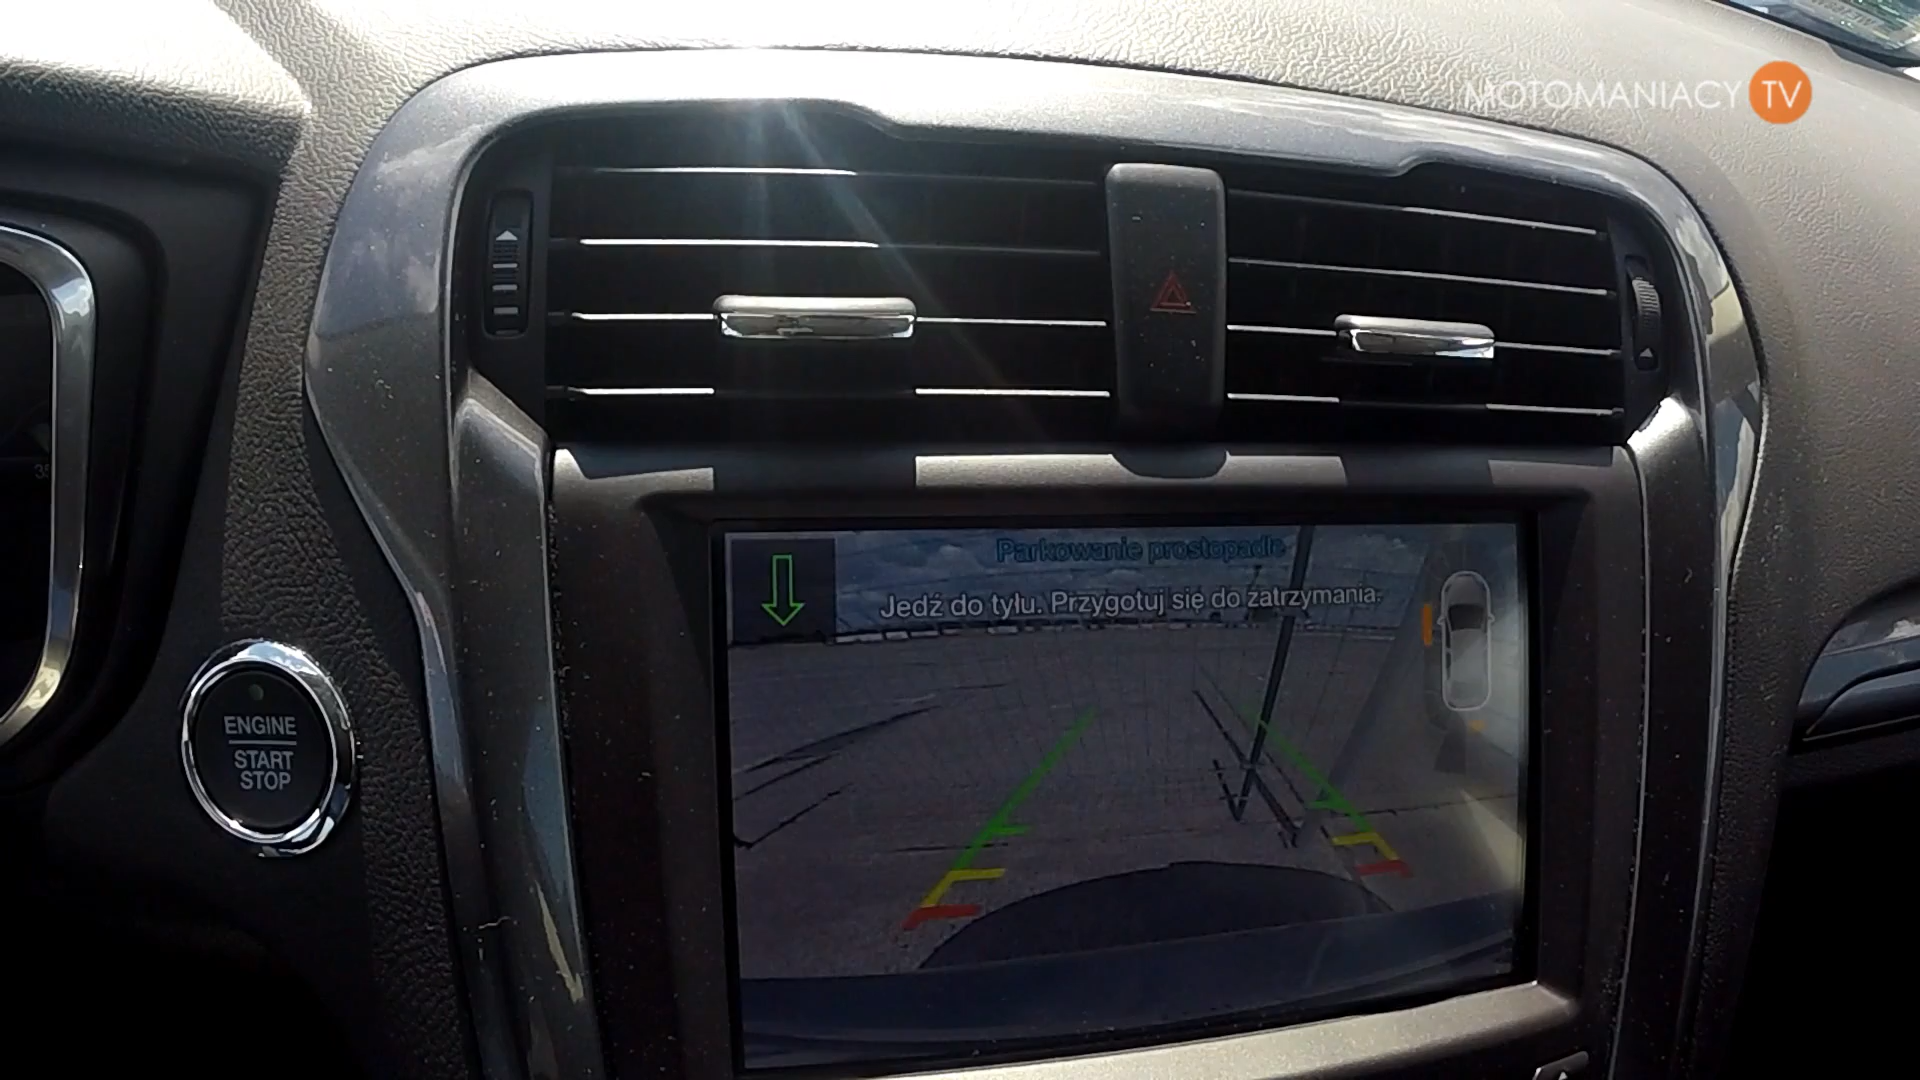 MOTOMANIACY TV
Parkowanie prostopadłe
Jedź do tyłu. Przygotuj się do zatrzymania.
ENGINE
START
STOP